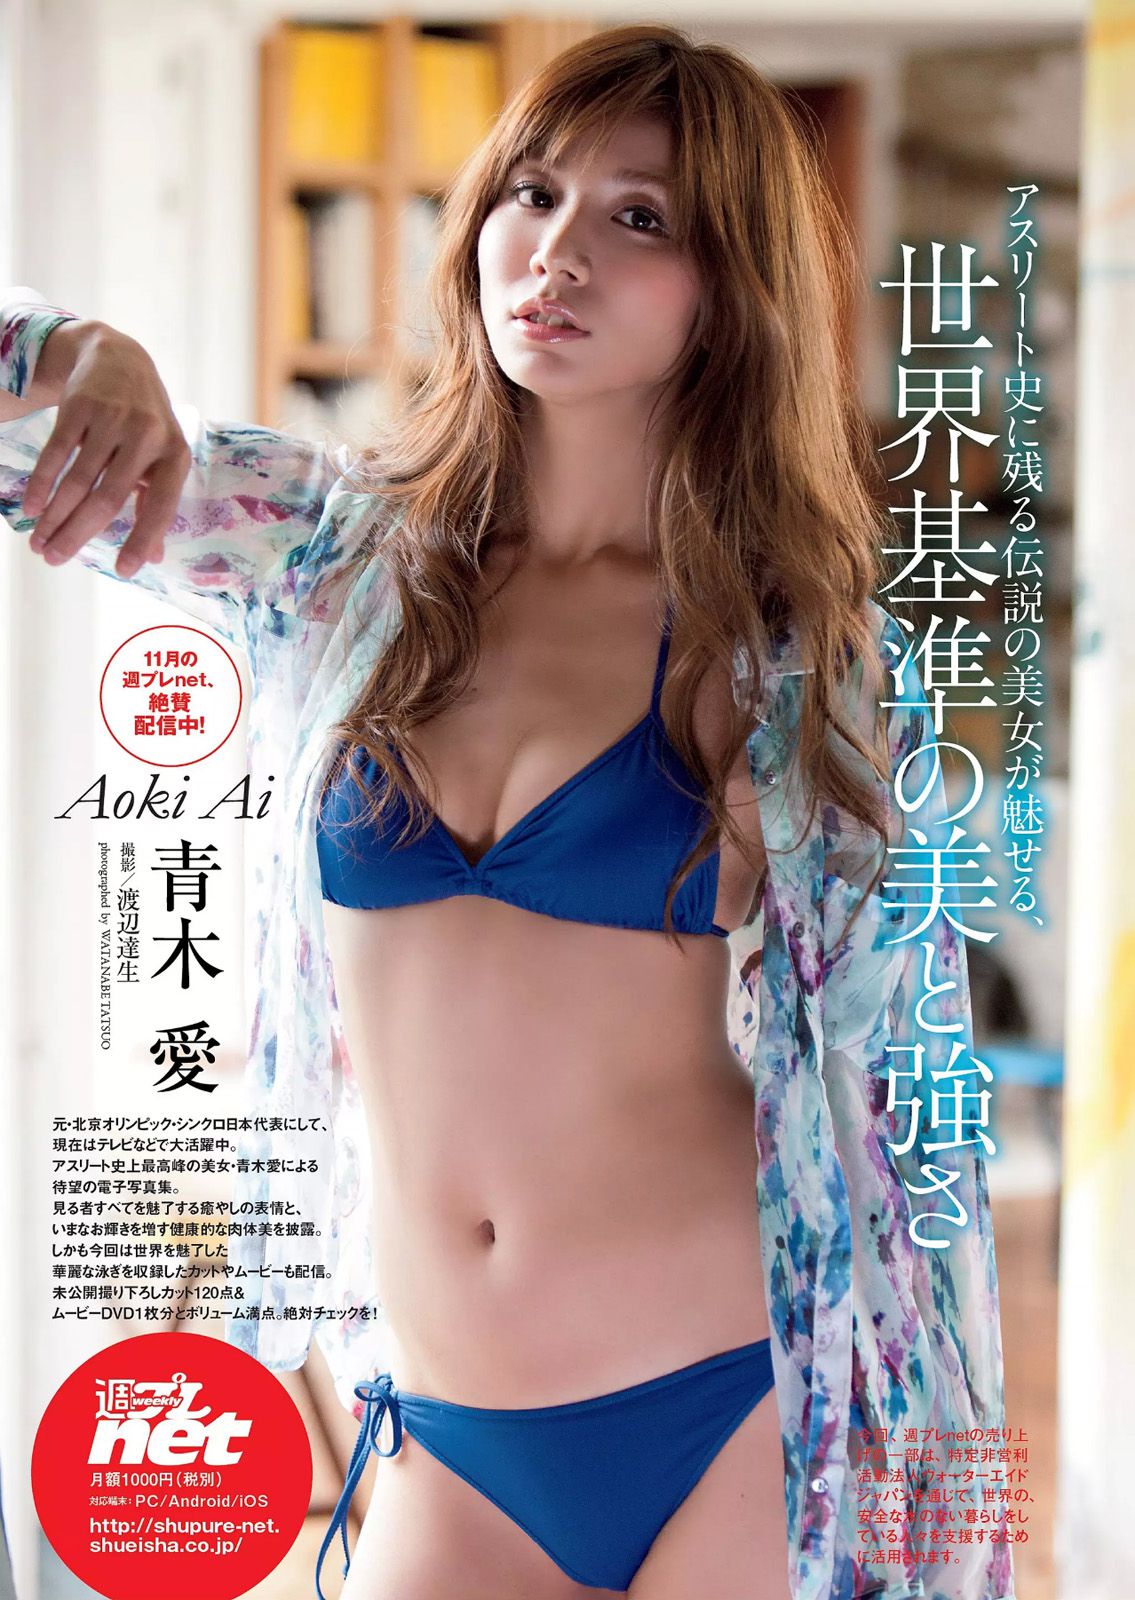 アスリート史に残る伝説の美女が魅せる、
世界基準の美と強さ
11月の
週プレnet、
絶賛
配信中!
Aoki Ai
青木 愛
撮影/渡辺達生
photographed by WATANABE TATSUO
元・北京オリンピック・シンクロ日本代表にして、
現在はテレビなどで大活躍中。
アスリート史上最高峰の美女・青木愛による
待望の電子写真集。
見る者すべてを魅了する癒やしの表情と、
いまなお輝きを増す健康的な肉体美を披露。
しかも今回は世界を魅了した
華麗な泳ぎを収録したカットやムービーも配信。
未公開撮り下ろしカット120点&
ムービーDVD1枚分とボリューム満点。絶対チェックを!
週プレ
weekly
net
月額1000円(税別)
対応端末:PC/Android/iOS
http://shupure-net.
shueisha.co.jp/
今回、週プレnetの売り上
げの一部は、特定非営利
活動法人ウォーターエイド
ジャパンを通じて、世界の、
安全な水のない暮らしをし
ている人々を支援するため
に活用されます。